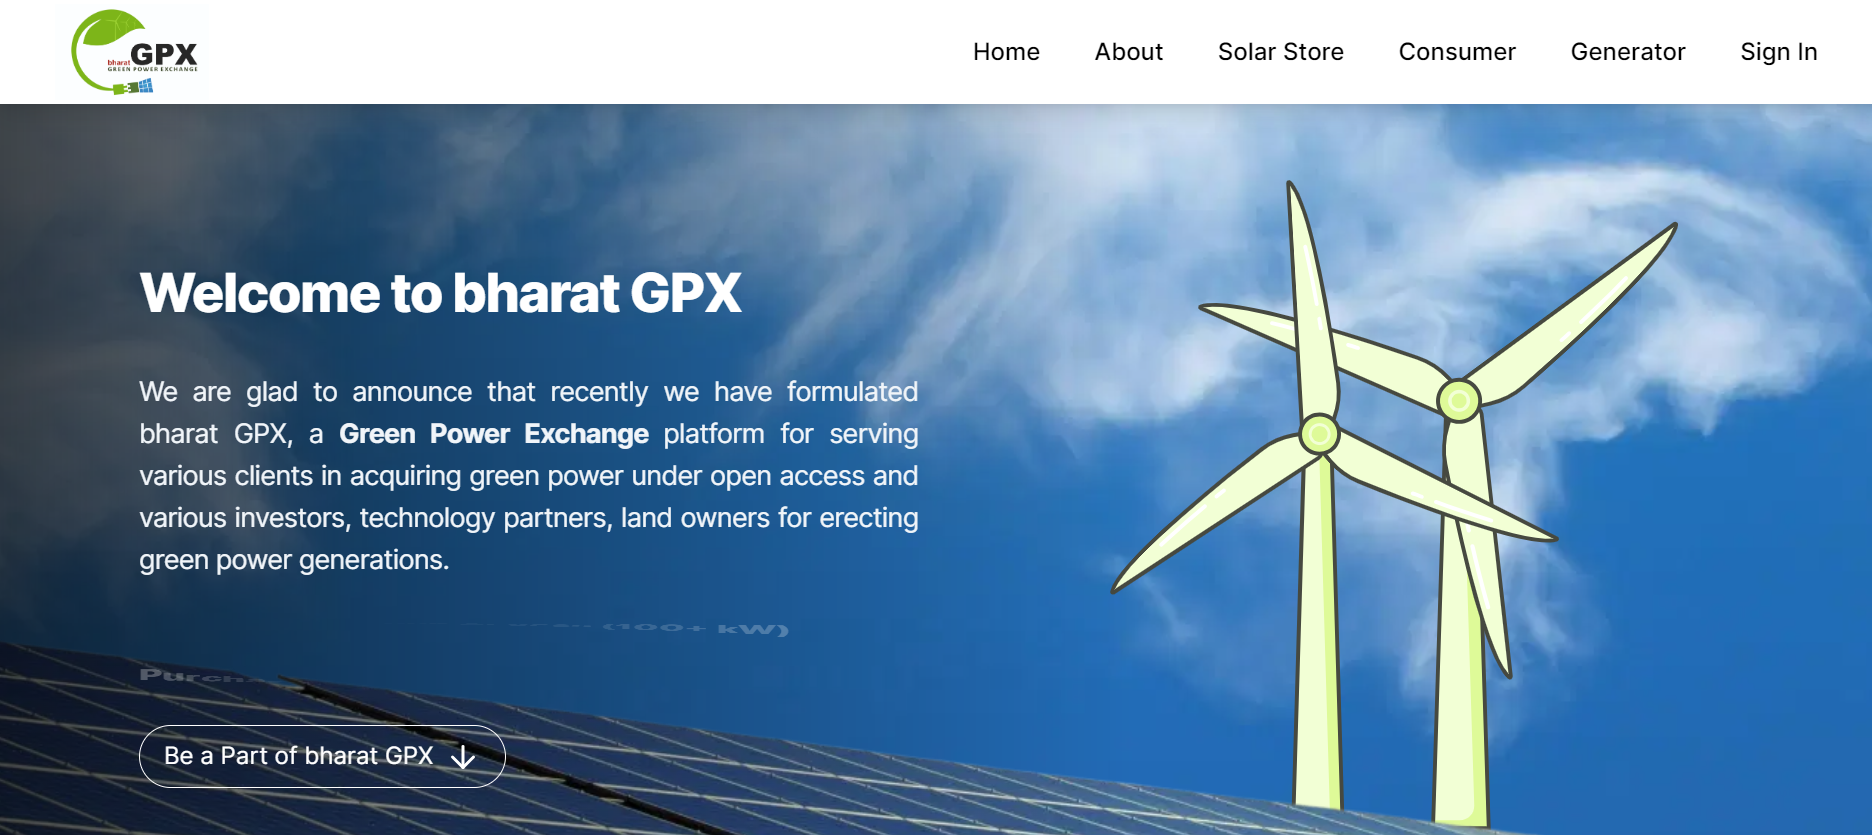 bharat GPX
GREEN POWER EXCHANGE
Home
About
Solar Store
Consumer
Generator
Sign In
Welcome to bharat GPX
We are glad to announce that recently we have formulated
bharat GPX, a Green Power Exchange platform for serving
various clients in acquiring green power under open access and
various investors, technology partners, land owners for erecting
green power generations.
(100+ kW)
Be a Part of bharat GPX